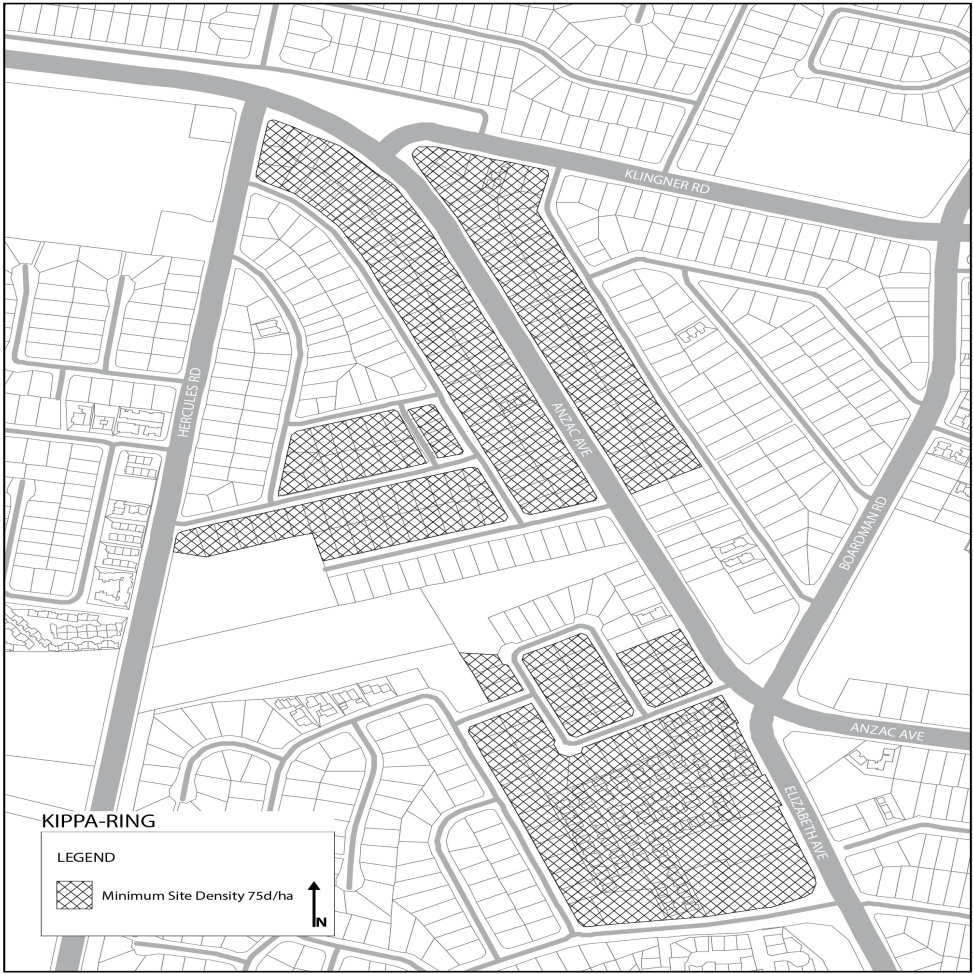 KLINGNER RD
HERCULES RD
ANZAC AVE
BOARDMAN RD
ANZAC AVE
ELIZABETH AVE
KIPPA-RING
LEGEND
Minimum Site Density 75d/ha
N